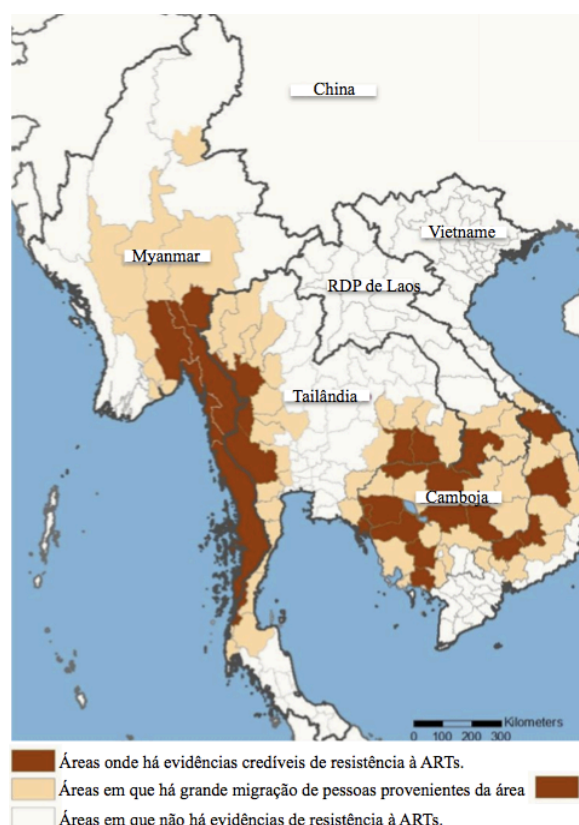 China
Vietname
Myanmar
RDP de Laos
Tailândia
Camboja
Kilometers
0 100 200 300
Áreas onde há evidências credíveis de resistência à ARTs.
Áreas em que há grande migração de pessoas provenientes da área
Áreas em que não há evidências de resistência à ARTs.